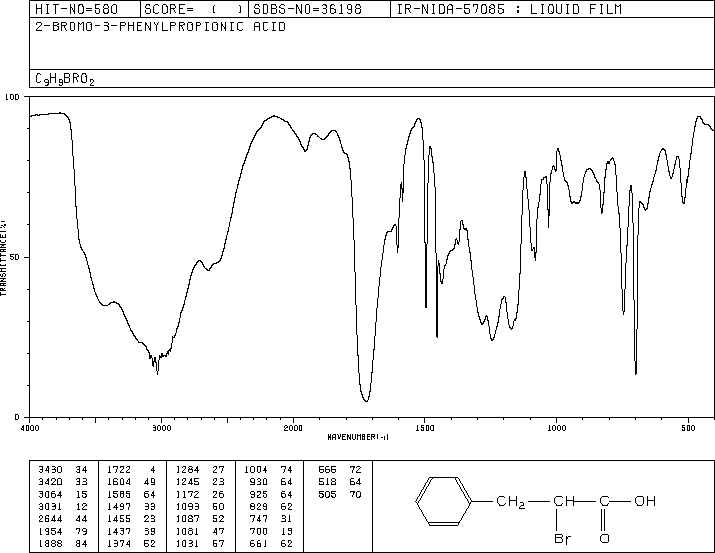 HIT-NO=580 SCORE= ( ) SDBS-NO=36198 IR-NIDA-57085 : LIQUID FILM
2-BROMO-3-PHENYLPROPIONIC ACID
C9H9BRO2
100
50
0
TRANSMITTANCE(%)
4000 3000 2000 1500 1000 500
WAVENUMBER(-1)
3430 34 1722 4 1284 27 1004 74 666 72
3420 33 1604 49 1245 23 930 64 518 64
3064 15 1585 64 1172 26 925 64 505 70
3031 12 1497 33 1093 50 829 62
2644 44 1455 23 1087 52 747 31
1954 79 1437 39 1081 47 700 13
1888 84 1374 52 1031 57 661 62
CH2 CH C OH
Br O